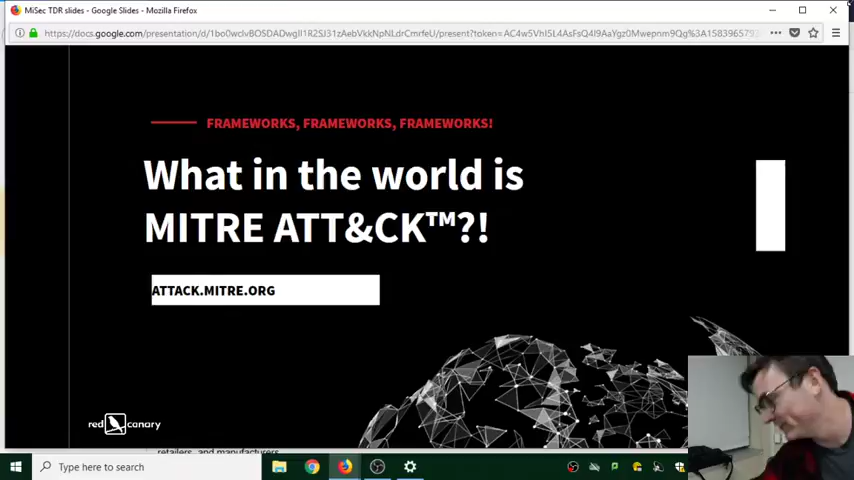 MiSec TDR slides - Google Slides - Mozilla Firefox
FRAMEWORKS, FRAMEWORKS, FRAMEWORKS!
What in the world is
MITRE ATT&CK™?!
ATTACK.MITRE.ORG
red canary
retailers, and manufacturers
Type here to search